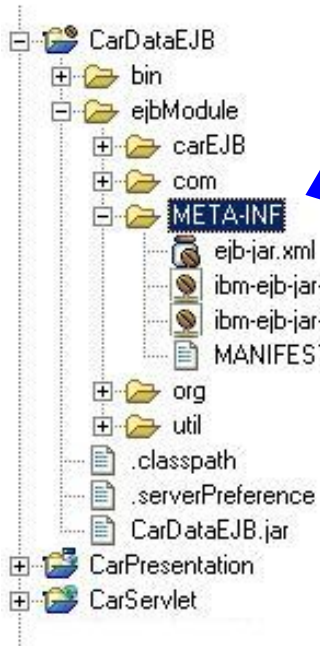 CarDataEJB
bin
ejbModule
carEJB
com
META-INF
ejb-jar.xml
ibm-ejb-jar-
ibm-ejb-jar-
MANIFEST
org
util
.classpath
.serverPreference
CarDataEJB.jar
CarPresentation
CarServlet